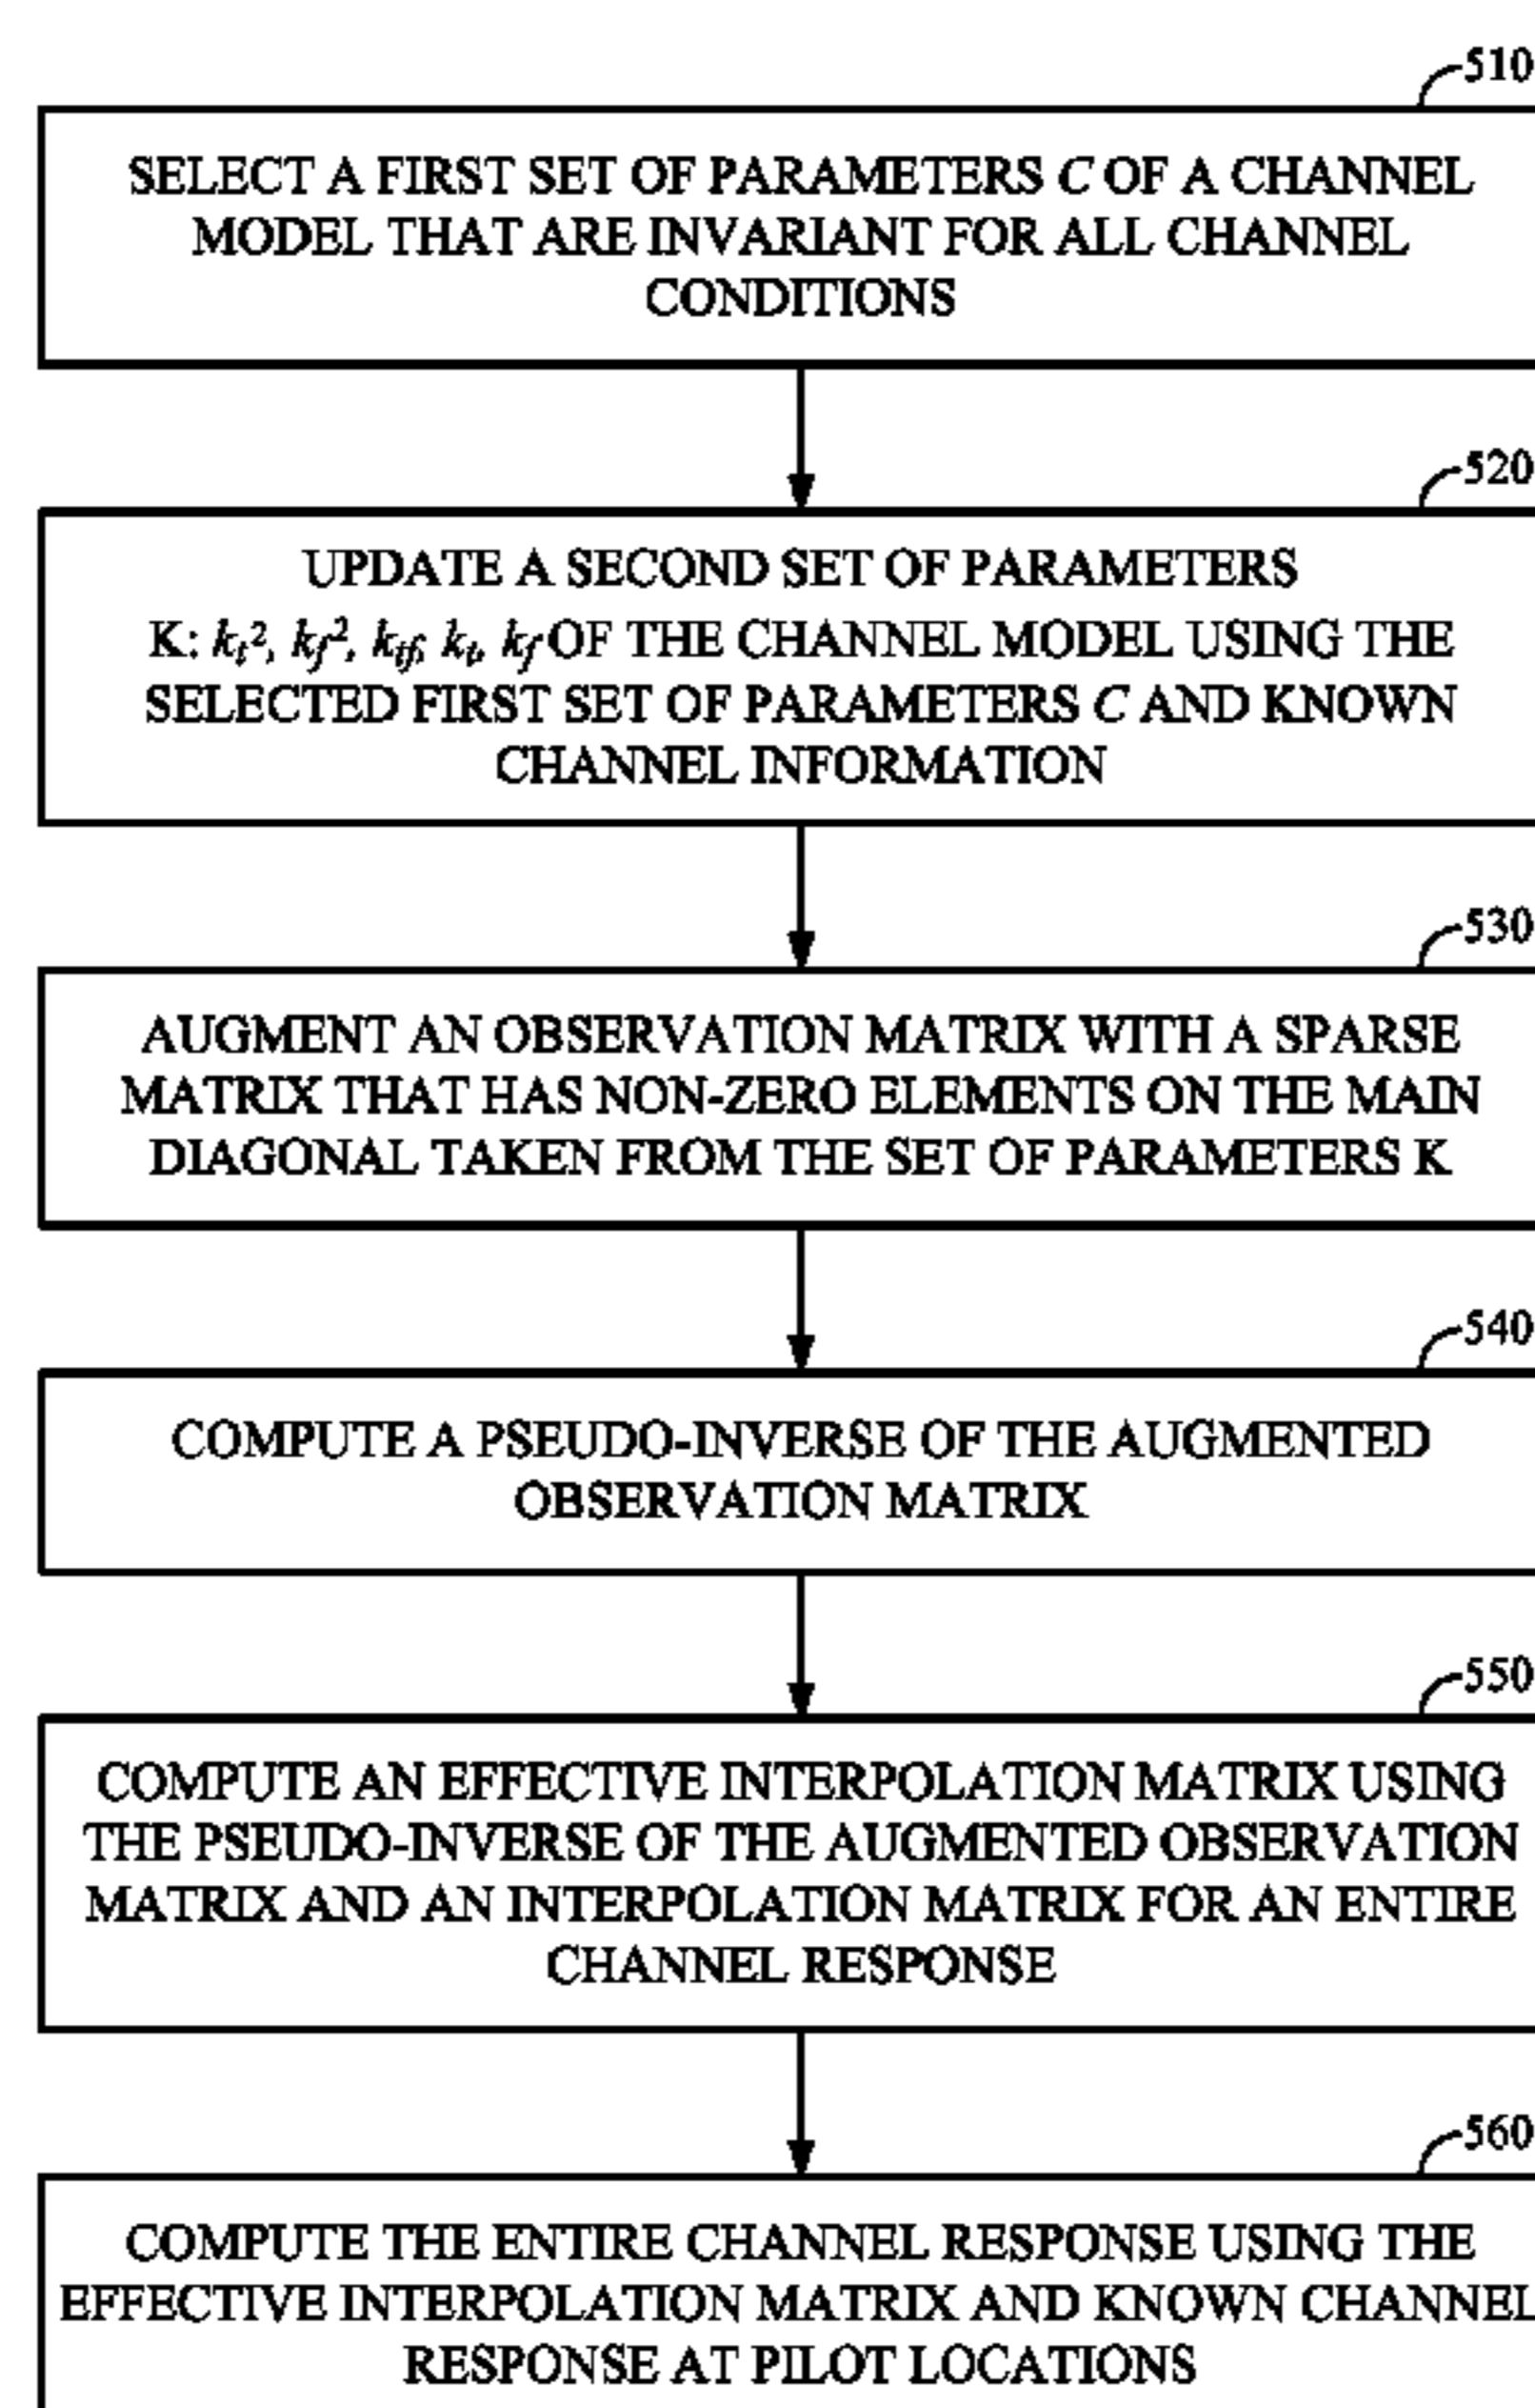 510
SELECT A FIRST SET OF PARAMETERS C OF A CHANNEL
MODEL THAT ARE INVARIANT FOR ALL CHANNEL
CONDITIONS
520
UPDATE A SECOND SET OF PARAMETERS
K: kₜ², k_f², k_tf, kₜ, k_f OF THE CHANNEL MODEL USING THE
SELECTED FIRST SET OF PARAMETERS C AND KNOWN
CHANNEL INFORMATION
530
AUGMENT AN OBSERVATION MATRIX WITH A SPARSE
MATRIX THAT HAS NON-ZERO ELEMENTS ON THE MAIN
DIAGONAL TAKEN FROM THE SET OF PARAMETERS K
540
COMPUTE A PSEUDO-INVERSE OF THE AUGMENTED
OBSERVATION MATRIX
550
COMPUTE AN EFFECTIVE INTERPOLATION MATRIX USING
THE PSEUDO-INVERSE OF THE AUGMENTED OBSERVATION
MATRIX AND AN INTERPOLATION MATRIX FOR AN ENTIRE
CHANNEL RESPONSE
560
COMPUTE THE ENTIRE CHANNEL RESPONSE USING THE
EFFECTIVE INTERPOLATION MATRIX AND KNOWN CHANNEL
RESPONSE AT PILOT LOCATIONS